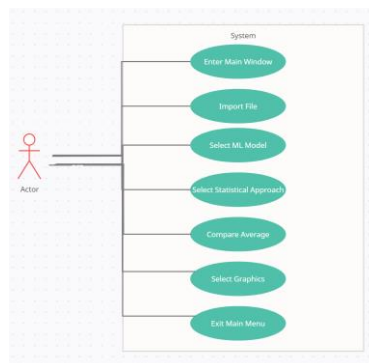 System
Enter Main Window
Import File
Select ML Model
Actor
Select Statistical Approach
Compare Average
Select Graphics
Exit Main Menu